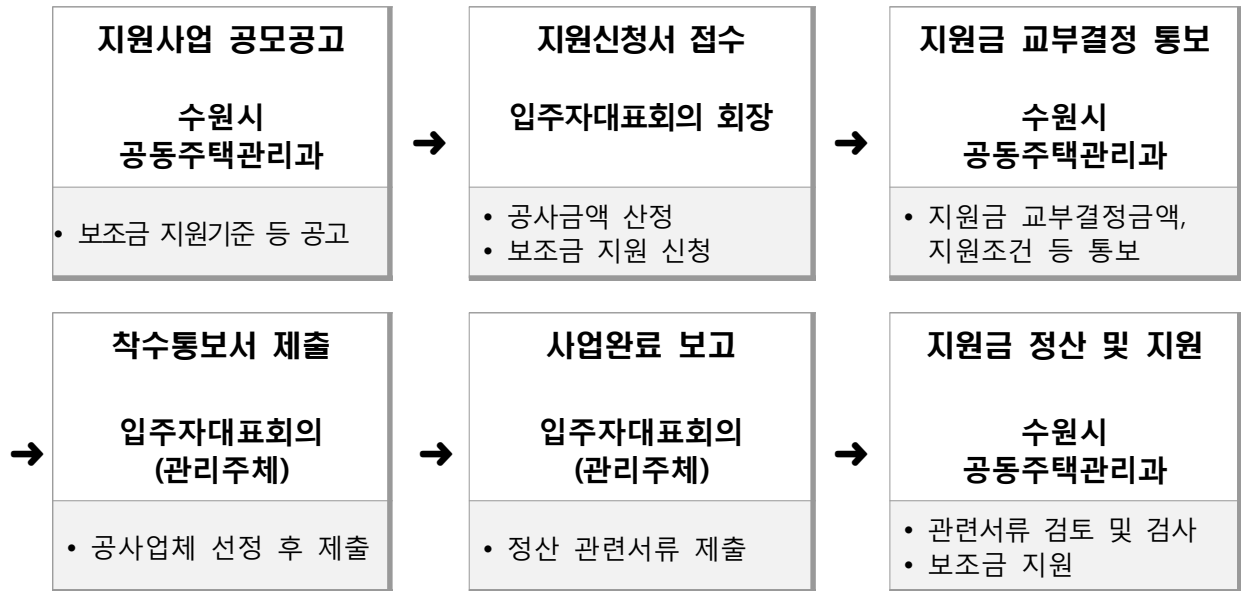 지원사업 공모공고
수원시
공동주택관리과
• 보조금 지원기준 등 공고
➜
지원신청서 접수
입주자대표회의 회장
• 공사금액 산정
• 보조금 지원 신청
➜
지원금 교부결정 통보
수원시
공동주택관리과
• 지원금 교부결정금액,
지원조건 등 통보
➜
착수통보서 제출
입주자대표회의
(관리주체)
• 공사업체 선정 후 제출
➜
사업완료 보고
입주자대표회의
(관리주체)
• 정산 관련서류 제출
➜
지원금 정산 및 지원
수원시
공동주택관리과
• 관련서류 검토 및 검사
• 보조금 지원